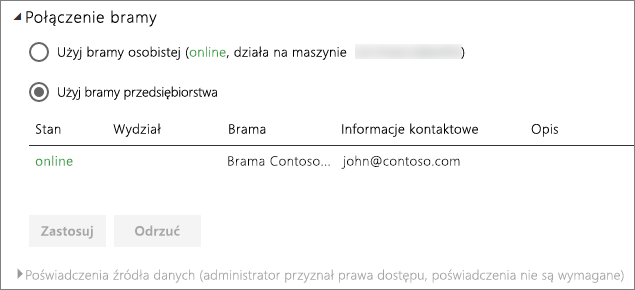 Połączenie bramy
Użyj bramy osobistej (online, działa na maszynie )
Użyj bramy przedsiębiorstwa
Stan Wydział Brama Informacje kontaktowe Opis
online Brama Contoso... john@contoso.com
Zastosuj Odrzuć
Poświadczenia źródła danych (administrator przyznał prawa dostępu, poświadczenia nie są wymagane)